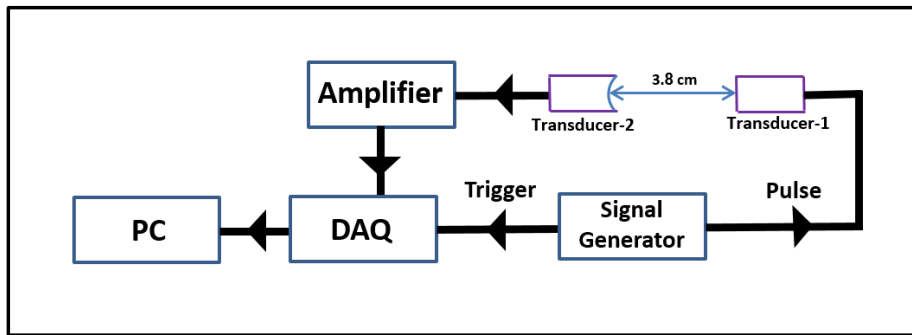 3.8 cm
Amplifier
Transducer-2
Transducer-1
Trigger
Pulse
PC
DAQ
Signal
Generator